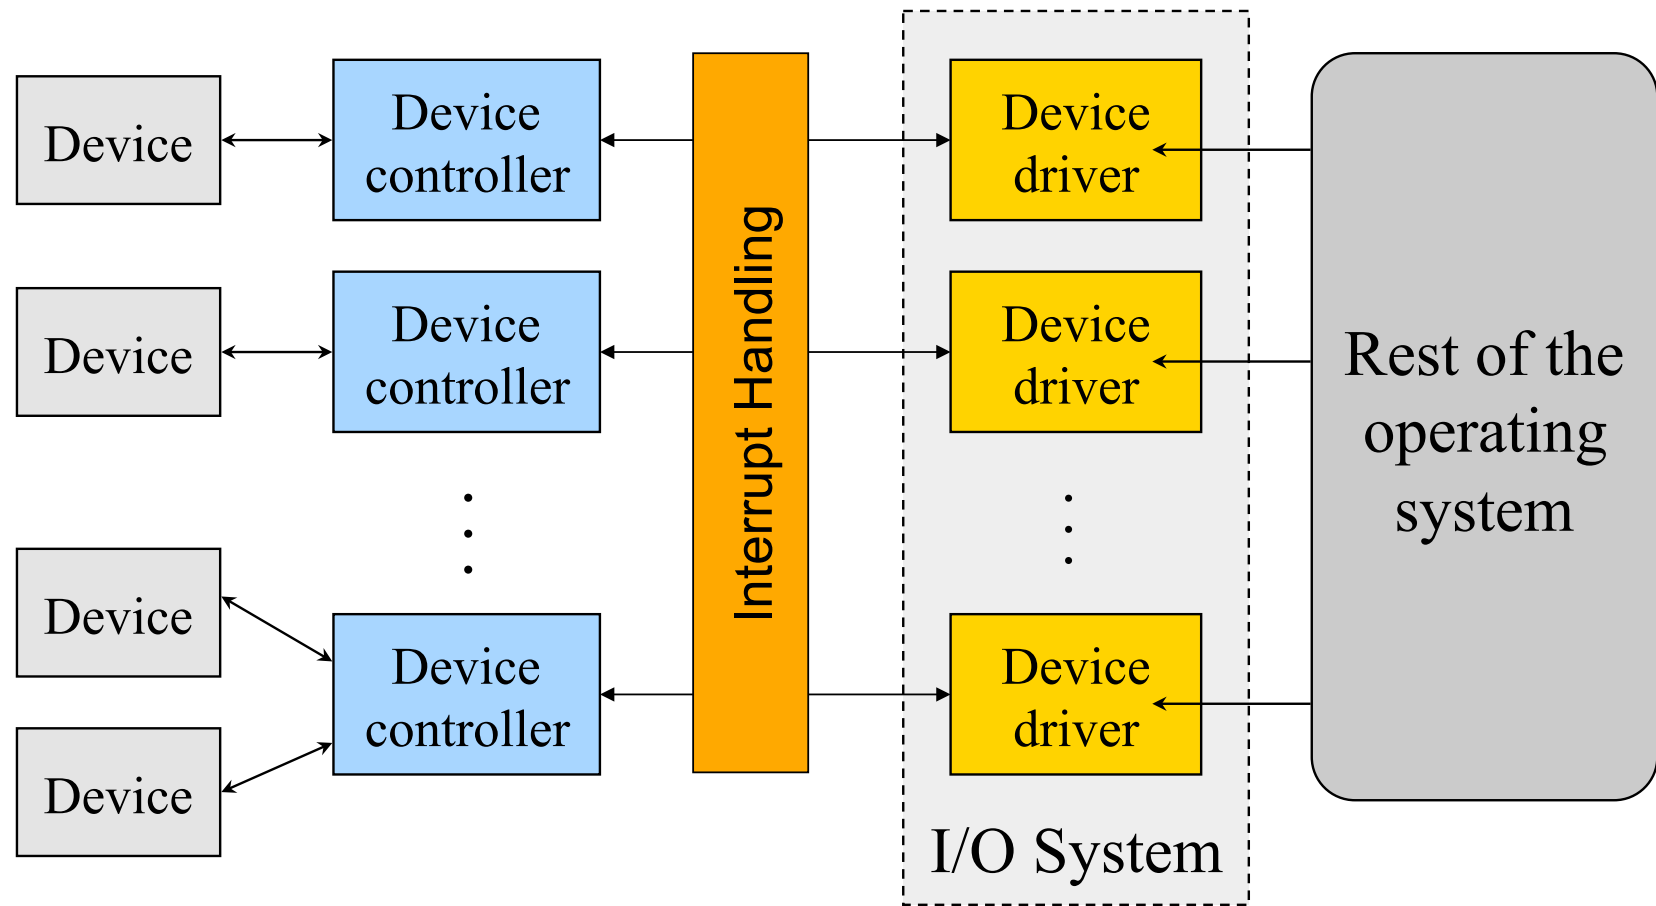 Device
Device
controller
Device
driver
Device
Device
controller
Device
driver
Interrupt Handling
Rest of the
operating
system
Device
Device
controller
Device
driver
Device
I/O System